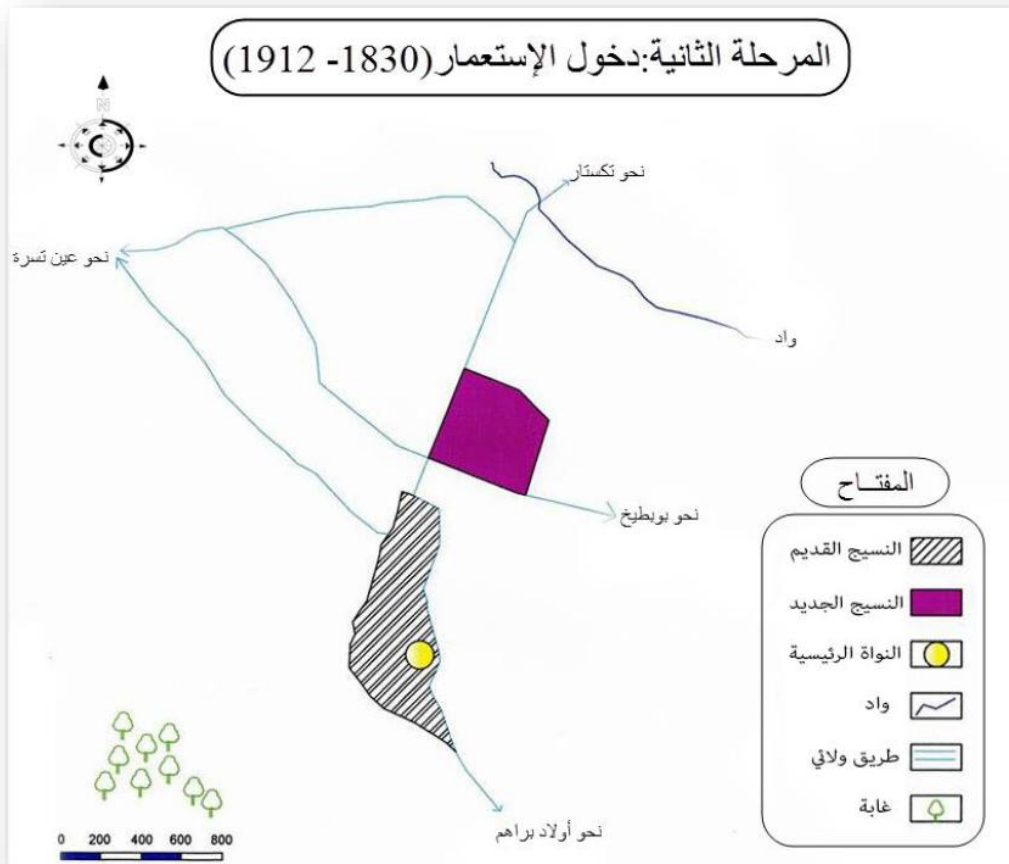 المرحلة الثانية:دخول الإستعمار(1830- 1912)
N
نحو تكستار
نحو عين تسرة
واد
نحو بوبطيخ
نحو أولاد براهم
المفتــاح
النسيج القديم
النسيج الجديد
النواة الرئيسية
واد
طريق ولائي
غابة
0 200 400 600 800